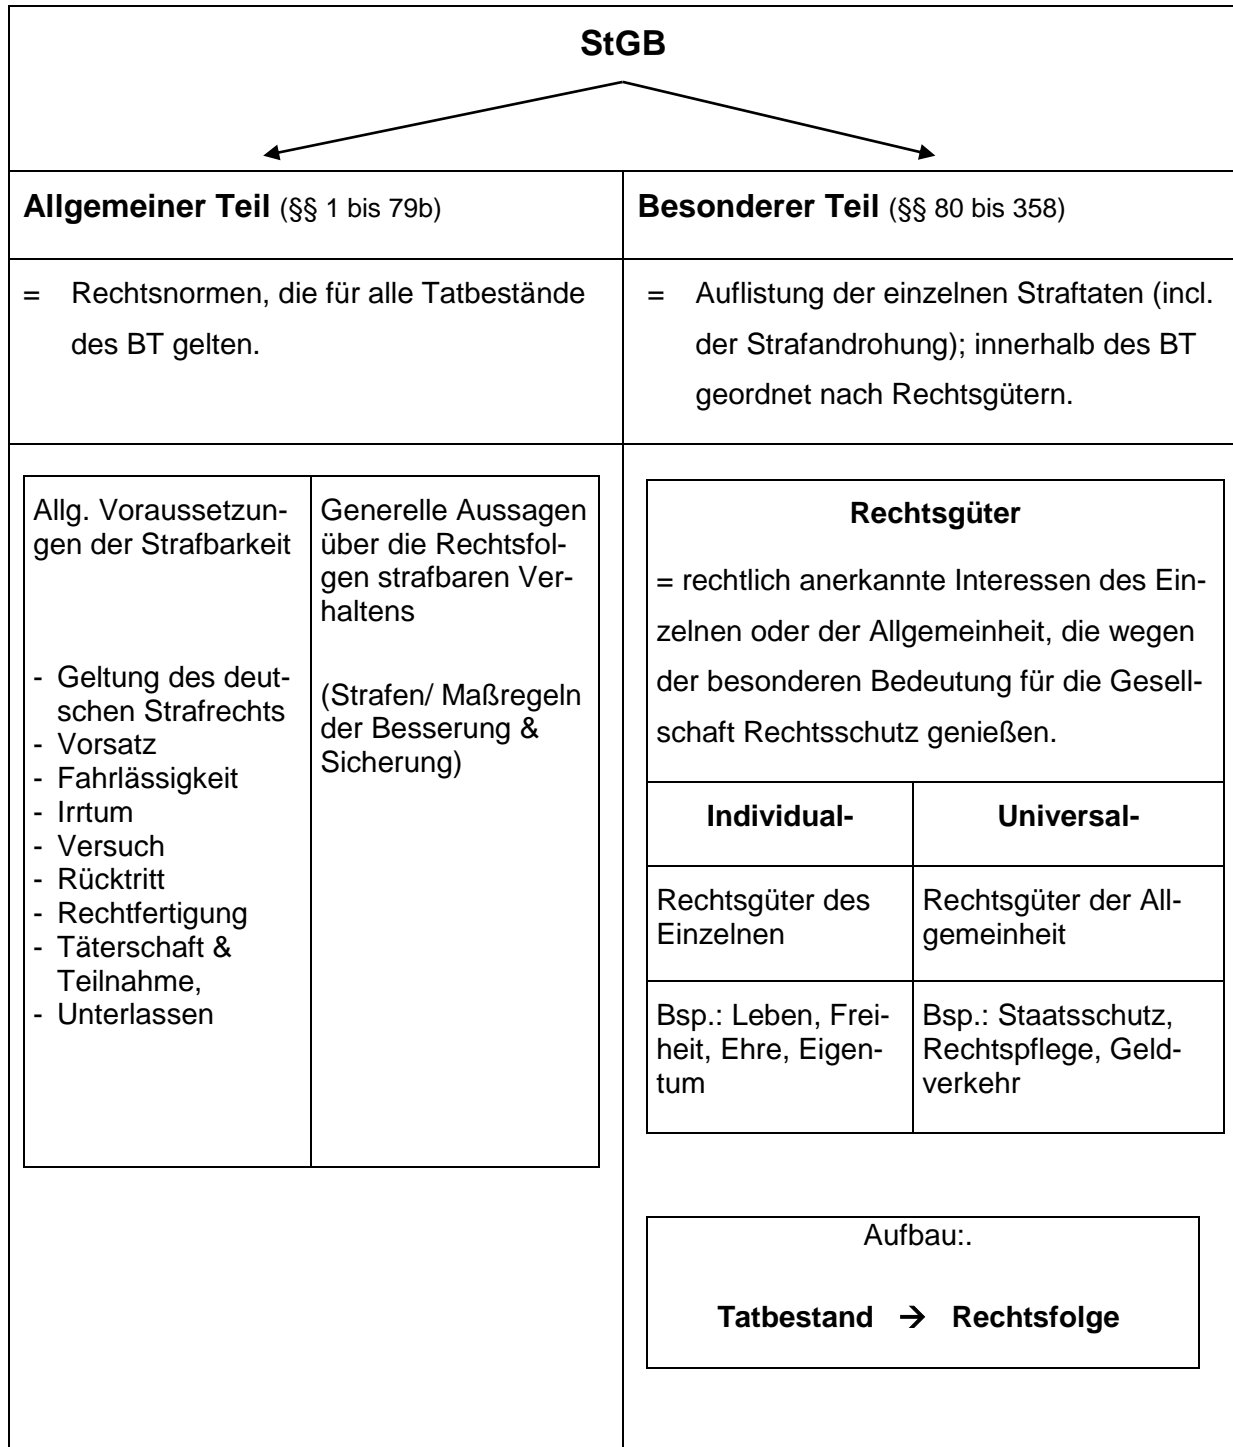 StGB
Allgemeiner Teil (§§ 1 bis 79b)
Besonderer Teil (§§ 80 bis 358)
= Rechtsnormen, die für alle Tatbestände
des BT gelten.
= Auflistung der einzelnen Straftaten (incl.
der Strafandrohung); innerhalb des BT
geordnet nach Rechtsgütern.
Allg. Voraussetzun-
gen der Strafbarkeit
- Geltung des deut-
schen Strafrechts
- Vorsatz
- Fahrlässigkeit
- Irrtum
- Versuch
- Rücktritt
- Rechtfertigung
- Täterschaft &
Teilnahme,
- Unterlassen
Generelle Aussagen
über die Rechtsfol-
gen strafbaren Ver-
haltens
(Strafen/ Maßregeln
der Besserung &
Sicherung)
Rechtsgüter
= rechtlich anerkannte Interessen des Ein-
zelnen oder der Allgemeinheit, die wegen
der besonderen Bedeutung für die Gesell-
schaft Rechtsschutz genießen.
Individual-
Universal-
Rechtsgüter des
Einzelnen
Rechtsgüter der All-
gemeinheit
Bsp.: Leben, Frei-
heit, Ehre, Eigen-
tum
Bsp.: Staatsschutz,
Rechtspflege, Geld-
verkehr
Aufbau:.
Tatbestand → Rechtsfolge